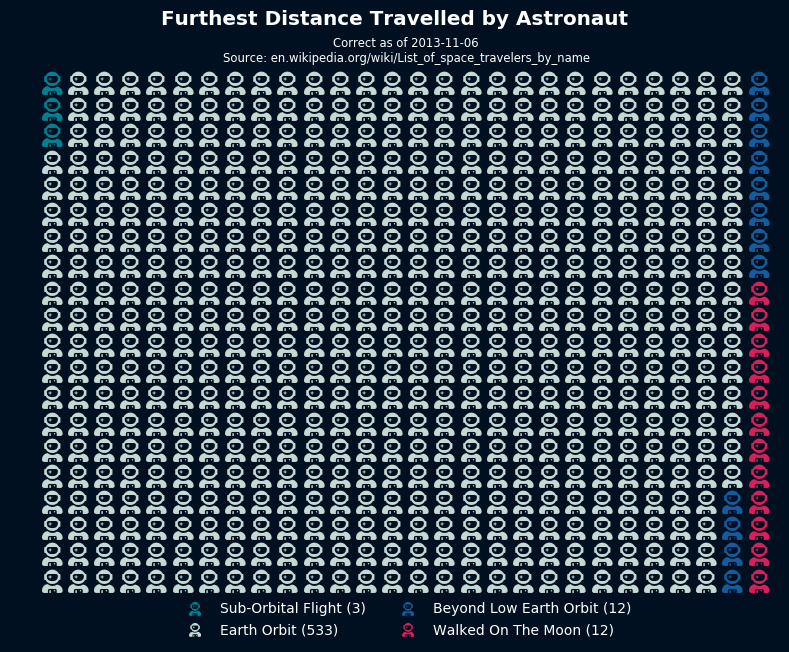 Furthest Distance Travelled by Astronaut
Correct as of 2013-11-06
Source: en.wikipedia.org/wiki/List_of_space_travelers_by_name
Sub-Orbital Flight (3)
Beyond Low Earth Orbit (12)
Earth Orbit (533)
Walked On The Moon (12)